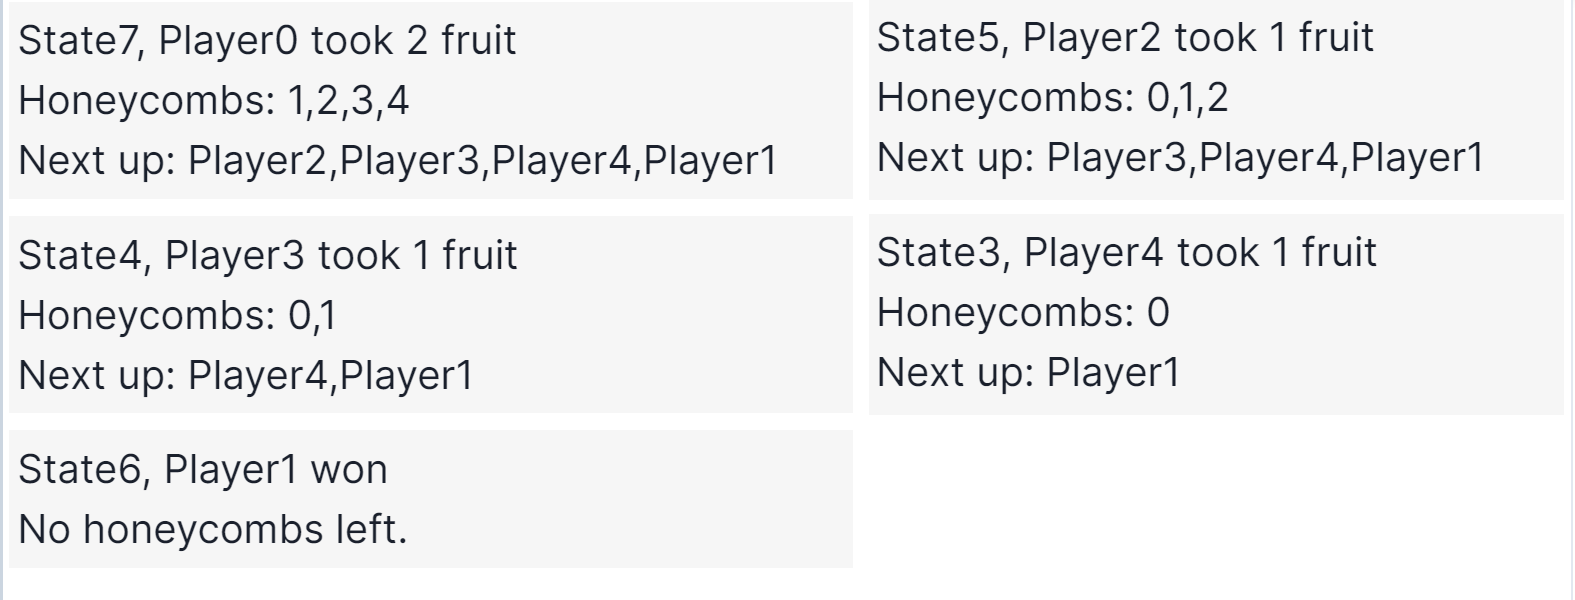 State7, Player0 took 2 fruit
Honeycombs: 1,2,3,4
Next up: Player2,Player3,Player4,Player1
State5, Player2 took 1 fruit
Honeycombs: 0,1,2
Next up: Player3,Player4,Player1
State4, Player3 took 1 fruit
Honeycombs: 0,1
Next up: Player4,Player1
State3, Player4 took 1 fruit
Honeycombs: 0
Next up: Player1
State6, Player1 won
No honeycombs left.